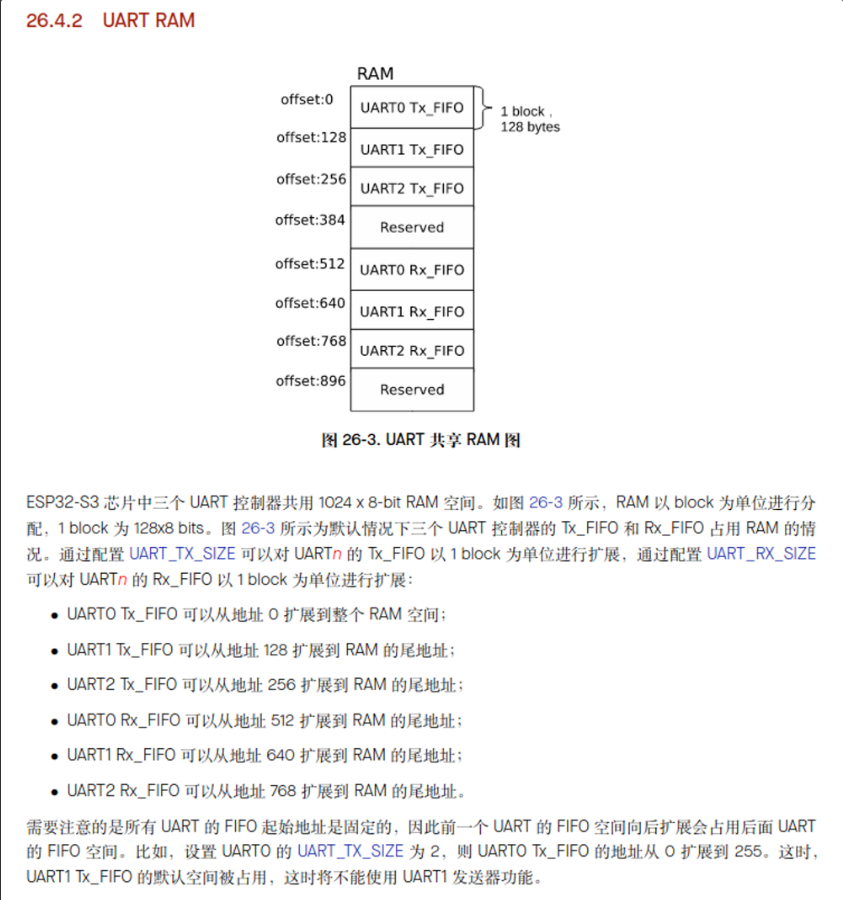 26.4.2 UART RAM
RAM
offset:0
UART0 Tx_FIFO
1 block ,
128 bytes
offset:128
UART1 Tx_FIFO
offset:256
UART2 Tx_FIFO
offset:384
Reserved
offset:512
UART0 Rx_FIFO
offset:640
UART1 Rx_FIFO
offset:768
UART2 Rx_FIFO
offset:896
Reserved
图 26-3. UART 共享 RAM 图
ESP32-S3 芯片中三个 UART 控制器共用 1024 x 8-bit RAM 空间。如图 26-3 所示，RAM 以 block 为单位进行分
配，1 block 为 128x8 bits。图 26-3 所示为默认情况下三个 UART 控制器的 Tx_FIFO 和 Rx_FIFO 占用 RAM 的情
况。通过配置 UART_TX_SIZE 可以对 UARTn 的 Tx_FIFO 以 1 block 为单位进行扩展，通过配置 UART_RX_SIZE
可以对 UARTn 的 Rx_FIFO 以 1 block 为单位进行扩展：
• UART0 Tx_FIFO 可以从地址 0 扩展到整个 RAM 空间；
• UART1 Tx_FIFO 可以从地址 128 扩展到 RAM 的尾地址；
• UART2 Tx_FIFO 可以从地址 256 扩展到 RAM 的尾地址；
• UART0 Rx_FIFO 可以从地址 512 扩展到 RAM 的尾地址；
• UART1 Rx_FIFO 可以从地址 640 扩展到 RAM 的尾地址；
• UART2 Rx_FIFO 可以从地址 768 扩展到 RAM 的尾地址。
需要注意的是所有 UART 的 FIFO 起始地址是固定的，因此前一个 UART 的 FIFO 空间向后扩展会占用后面 UART
的 FIFO 空间。比如，设置 UART0 的 UART_TX_SIZE 为 2，则 UART0 Tx_FIFO 的地址从 0 扩展到 255。这时，
UART1 Tx_FIFO 的默认空间被占用，这时将不能使用 UART1 发送器功能。